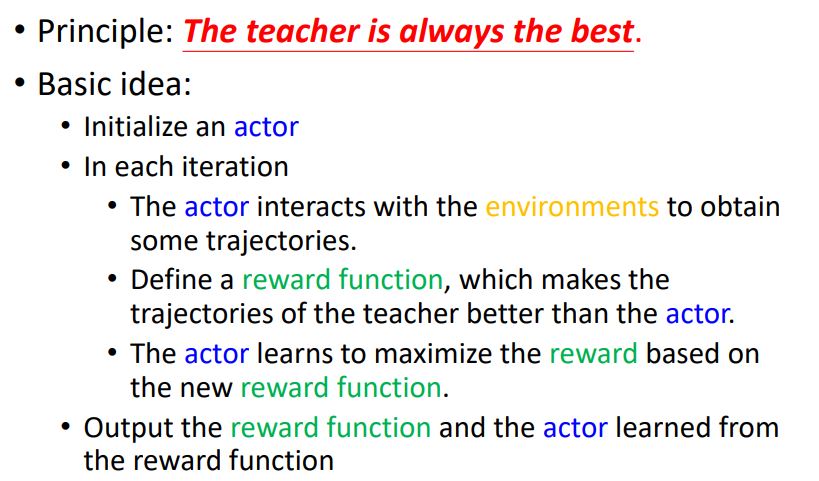 • Principle: The teacher is always the best.
• Basic idea:
• Initialize an actor
• In each iteration
• The actor interacts with the environments to obtain
some trajectories.
• Define a reward function, which makes the
trajectories of the teacher better than the actor.
• The actor learns to maximize the reward based on
the new reward function.
• Output the reward function and the actor learned from
the reward function